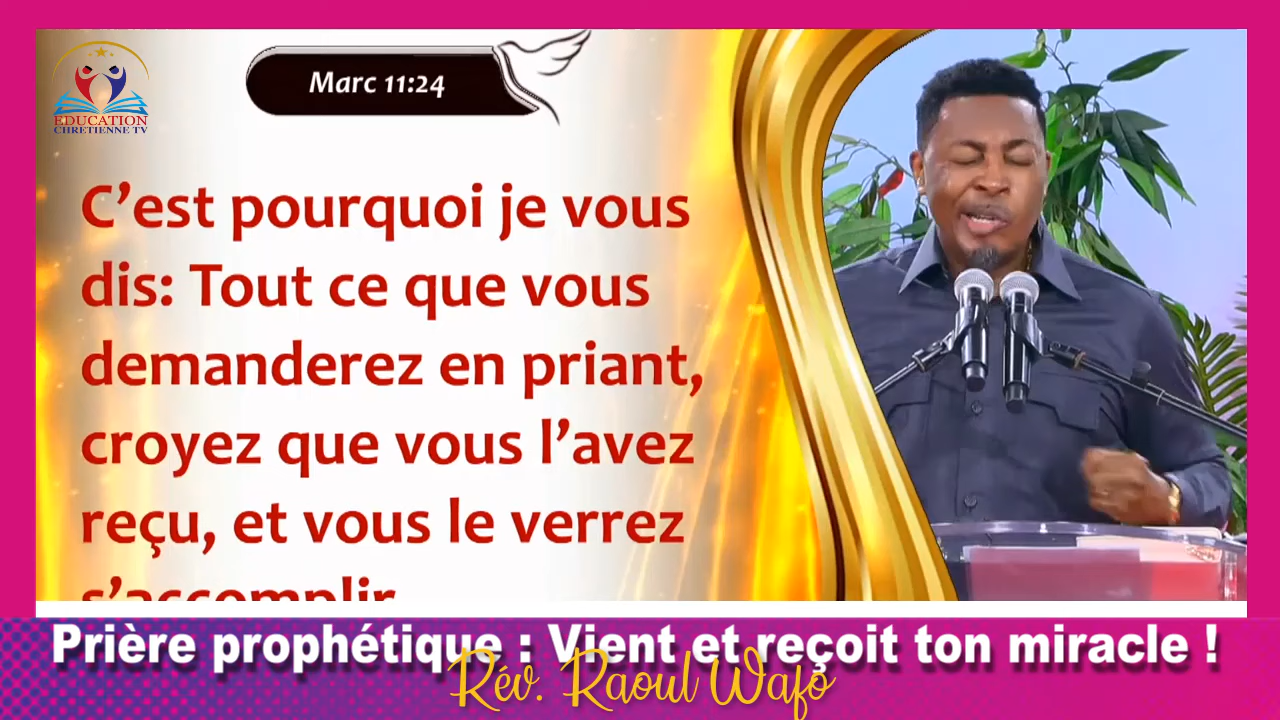 EDUCATION
CHRETIENNE TV
Marc 11:24
C’est pourquoi je vous
dis: Tout ce que vous
demanderez en priant,
croyez que vous l’avez
reçu, et vous le verrez
s’accomplir
Prière prophétique : Vient et reçoit ton miracle !
Rév. Raoul Wafo